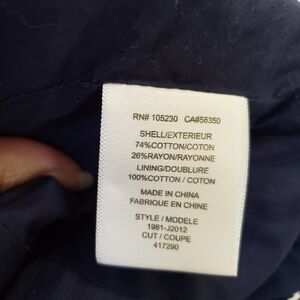 RN# 105230 CA#56350
SHELL/EXTERIEUR
74%COTTON/COTON
26%RAYON/RAYONNE
LINING/DOUBLURE
100%COTTON / COTON
MADE IN CHINA
FABRIQUE EN CHINE
STYLE / MODELE
1981-J2012
CUT / COUPE
417290